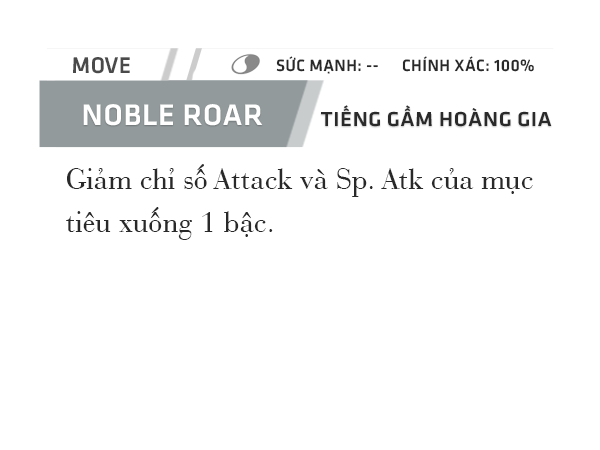 MOVE SỨC MẠNH: -- CHÍNH XÁC: 100%
NOBLE ROAR TIẾNG GẦM HOÀNG GIA
Giảm chỉ số Attack và Sp. Atk của mục
tiêu xuống 1 bậc.